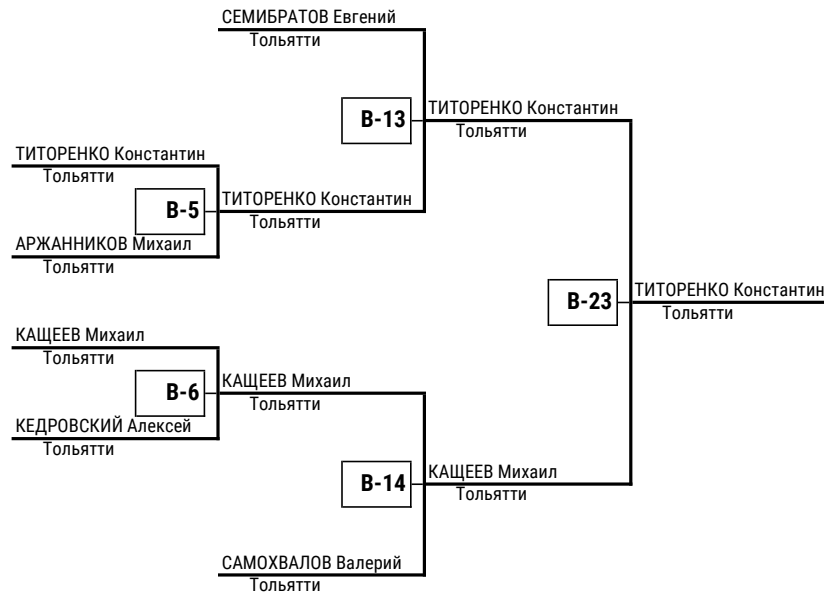 СЕМИБРАТОВ Евгений
Тольятти
B-13
ТИТОРЕНКО Константин
Тольятти
ТИТОРЕНКО Константин
Тольятти
B-5
ТИТОРЕНКО Константин
Тольятти
АРЖАННИКОВ Михаил
Тольятти
B-23
ТИТОРЕНКО Константин
Тольятти
КАЩЕЕВ Михаил
Тольятти
B-6
КАЩЕЕВ Михаил
Тольятти
КЕДРОВСКИЙ Алексей
Тольятти
B-14
КАЩЕЕВ Михаил
Тольятти
САМОХВАЛОВ Валерий
Тольятти